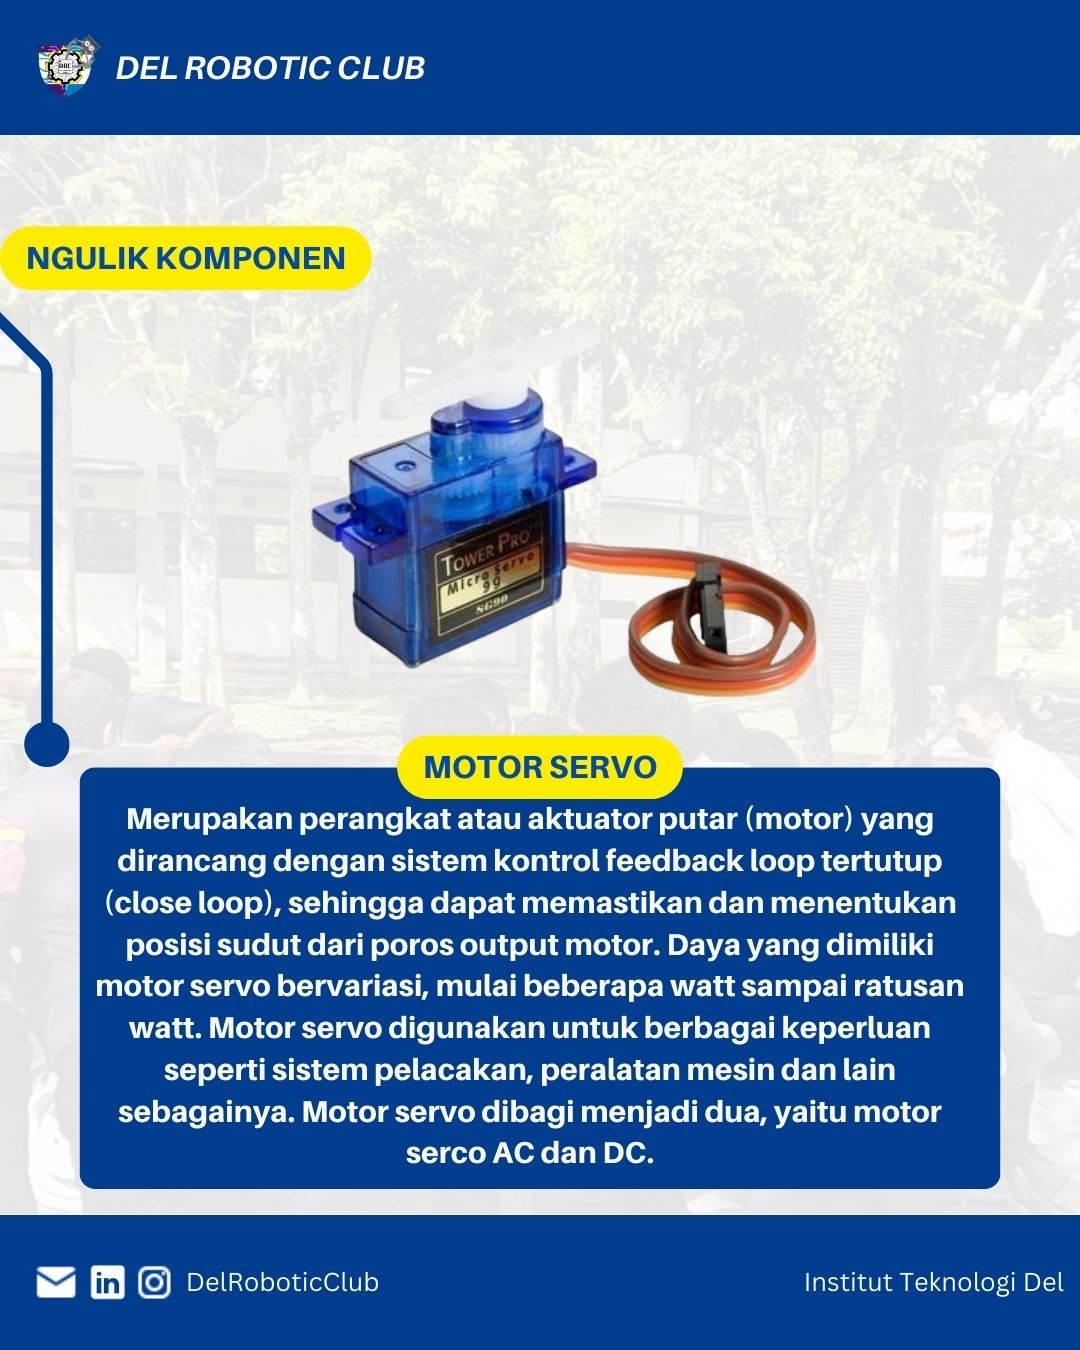 DRC
DEL ROBOTIC CLUB
NGULIK KOMPONEN
TOWER PRO
Micro Servo
9g
SG90
MOTOR SERVO
Merupakan perangkat atau aktuator putar (motor) yang
dirancang dengan sistem kontrol feedback loop tertutup
(close loop), sehingga dapat memastikan dan menentukan
posisi sudut dari poros output motor. Daya yang dimiliki
motor servo bervariasi, mulai beberapa watt sampai ratusan
watt. Motor servo digunakan untuk berbagai keperluan
seperti sistem pelacakan, peralatan mesin dan lain
sebagainya. Motor servo dibagi menjadi dua, yaitu motor
serco AC dan DC.
in
DelRoboticClub
Institut Teknologi Del